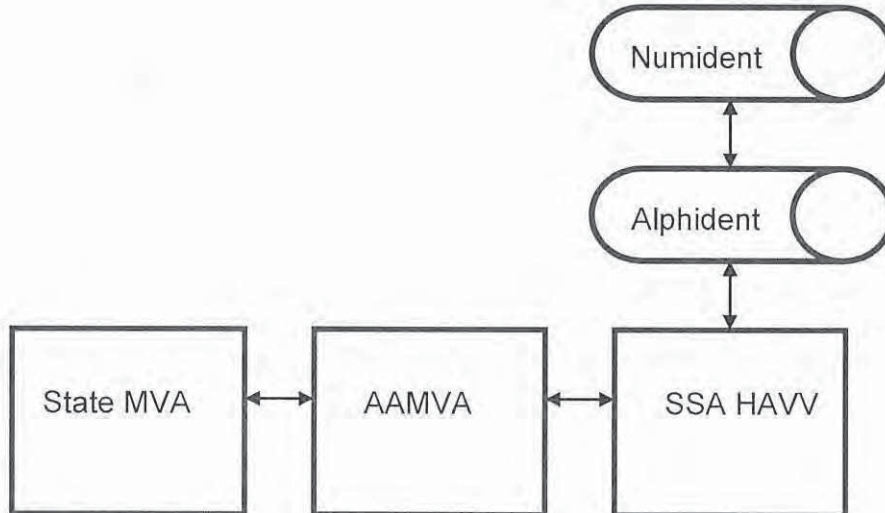 Numident
Alphident
State MVA
AAMVA
SSA HAVV